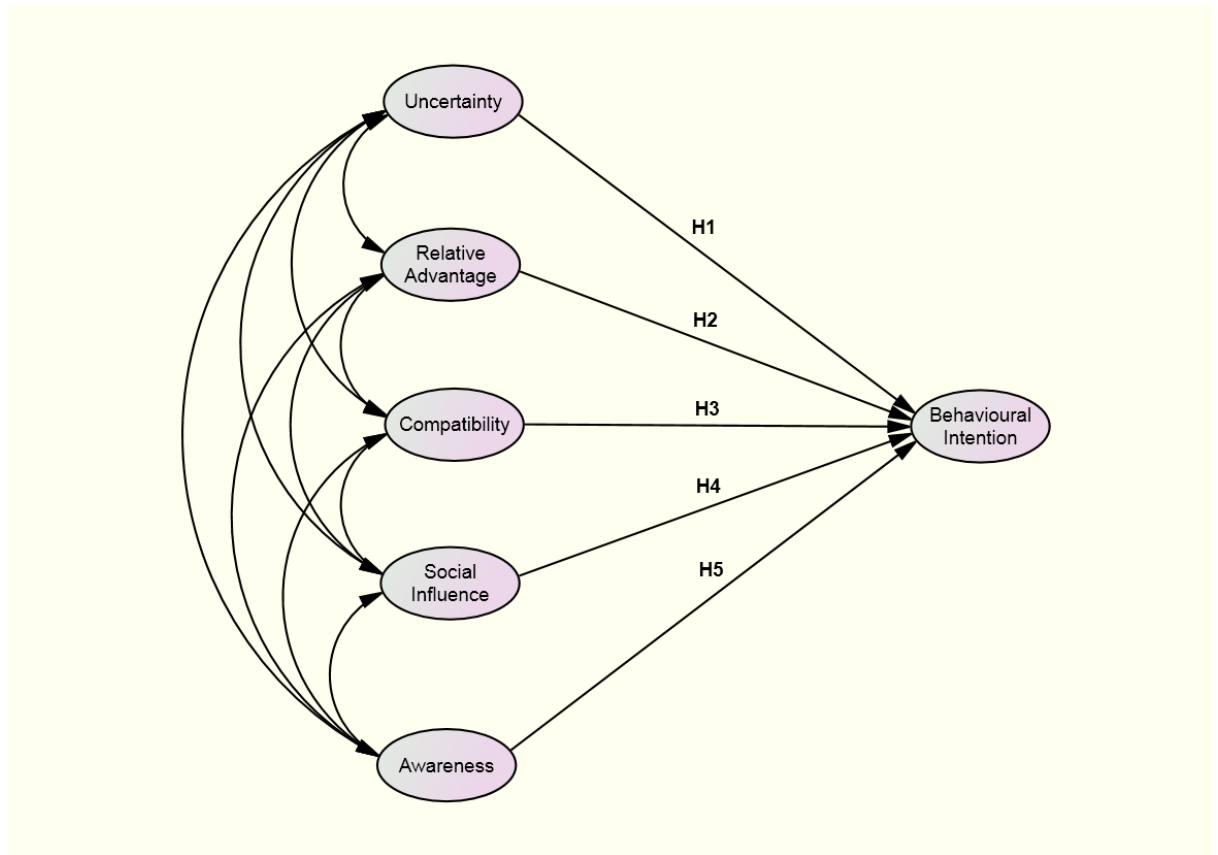 Uncertainty
H1
Relative
Advantage
H2
Compatibility
H3
Behavioural
Intention
H4
Social
Influence
H5
Awareness